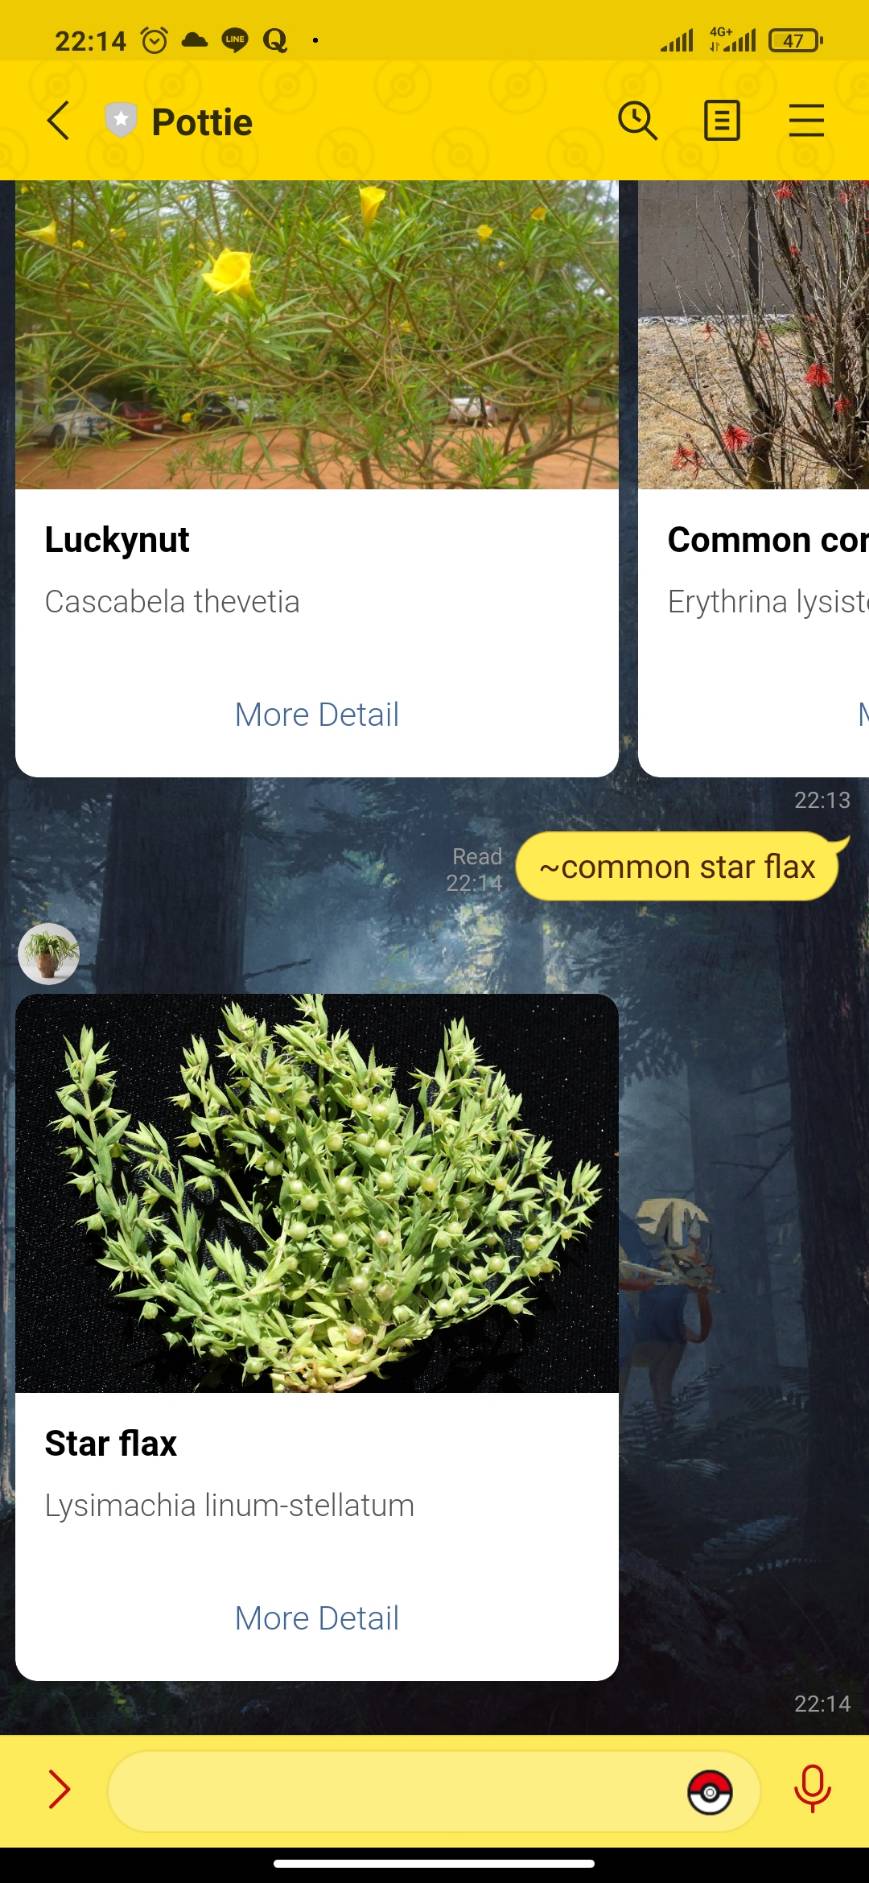 22:14 LINE Q 4G+ 47
Pottie
Luckynut
Cascabela thevetia
More Detail
Common cor
Erythrina lysist
M
22:13
Read
22:14
~common star flax
Star flax
Lysimachia linum-stellatum
More Detail
22:14